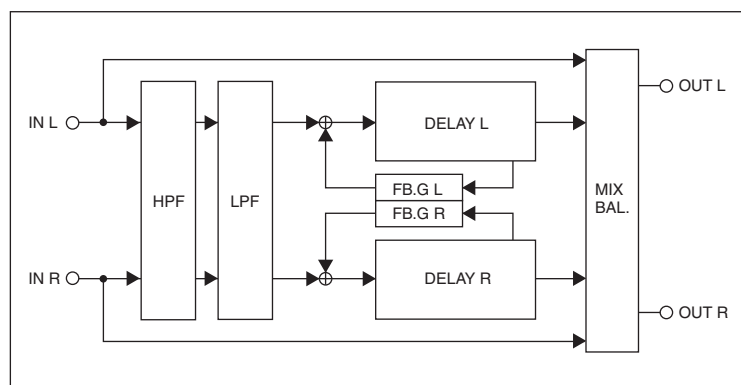 IN L
HPF
LPF
DELAY L
FB.G L
FB.G R
DELAY R
MIX
BAL.
OUT L
IN R
OUT R